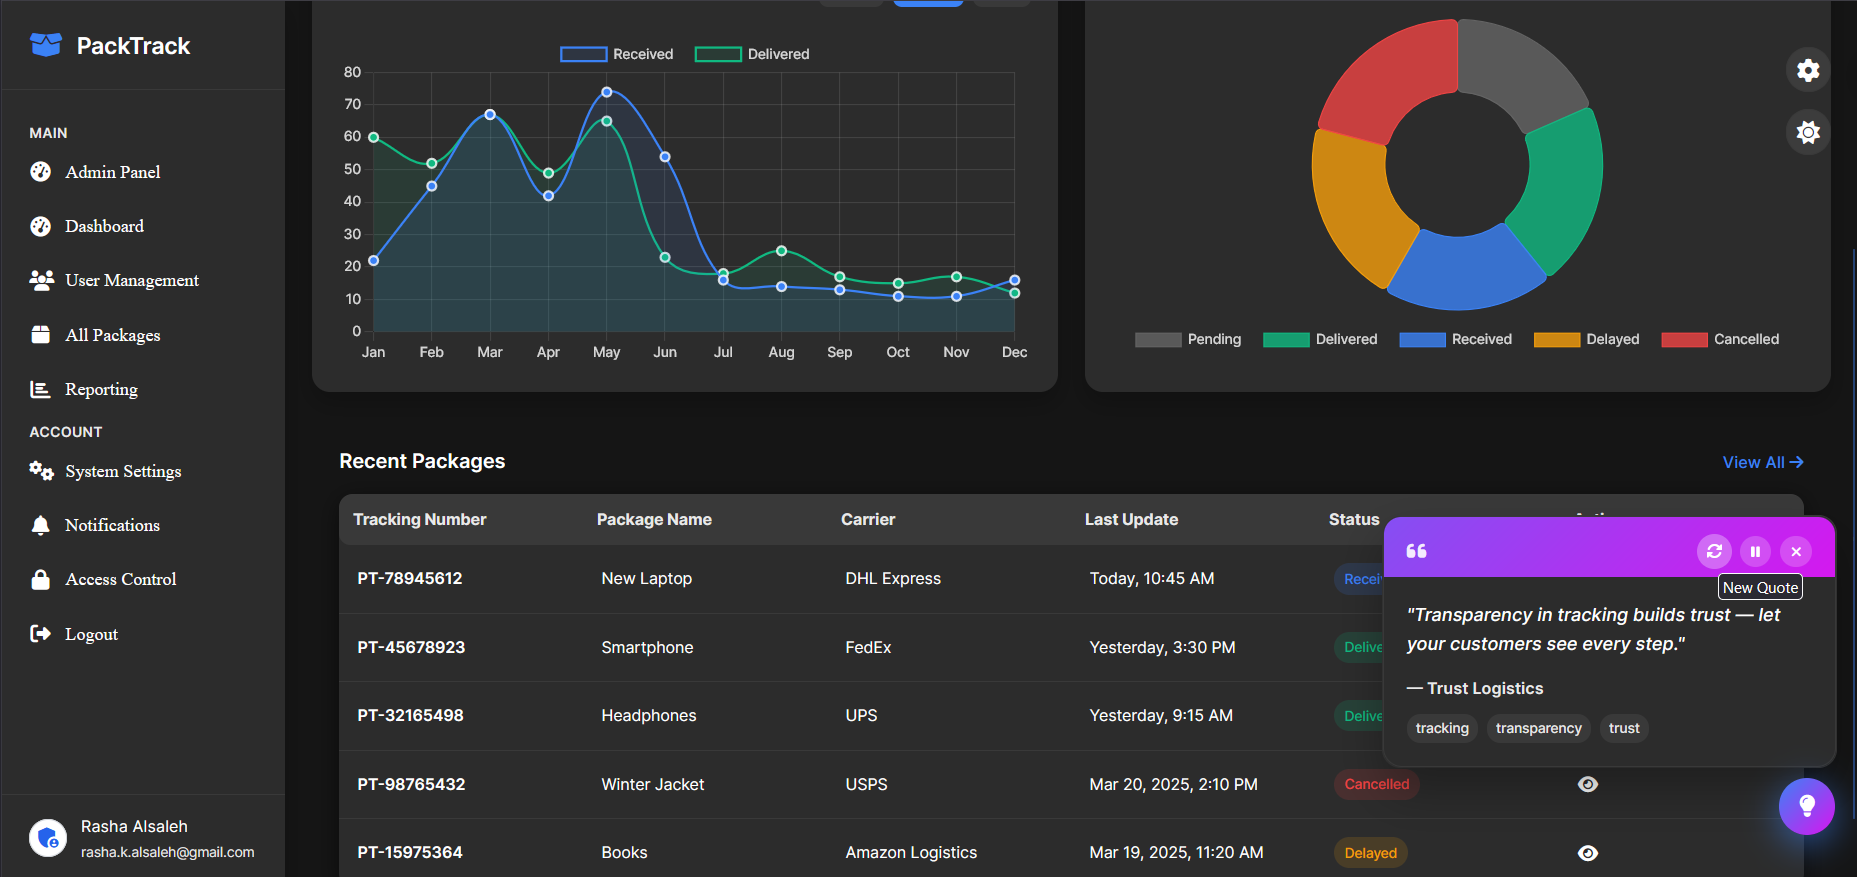 PackTrack
MAIN
Admin Panel
Dashboard
User Management
All Packages
Reporting
ACCOUNT
System Settings
Notifications
Access Control
Logout
Rasha Alsaleh
rasha.k.alsaleh@gmail.com
Received Delivered
80
70
60
50
40
30
20
10
0
Jan Feb Mar Apr May Jun Jul Aug Sep Oct Nov Dec
Pending Delivered Received Delayed Cancelled
Recent Packages
View All
Tracking Number Package Name Carrier Last Update Status
PT-78945612 New Laptop DHL Express Today, 10:45 AM Recei
PT-45678923 Smartphone FedEx Yesterday, 3:30 PM Delive
PT-32165498 Headphones UPS Yesterday, 9:15 AM Delive
PT-98765432 Winter Jacket USPS Mar 20, 2025, 2:10 PM Cancelled
PT-15975364 Books Amazon Logistics Mar 19, 2025, 11:20 AM Delayed
New Quote
"Transparency in tracking builds trust — let
your customers see every step."
— Trust Logistics
tracking transparency trust